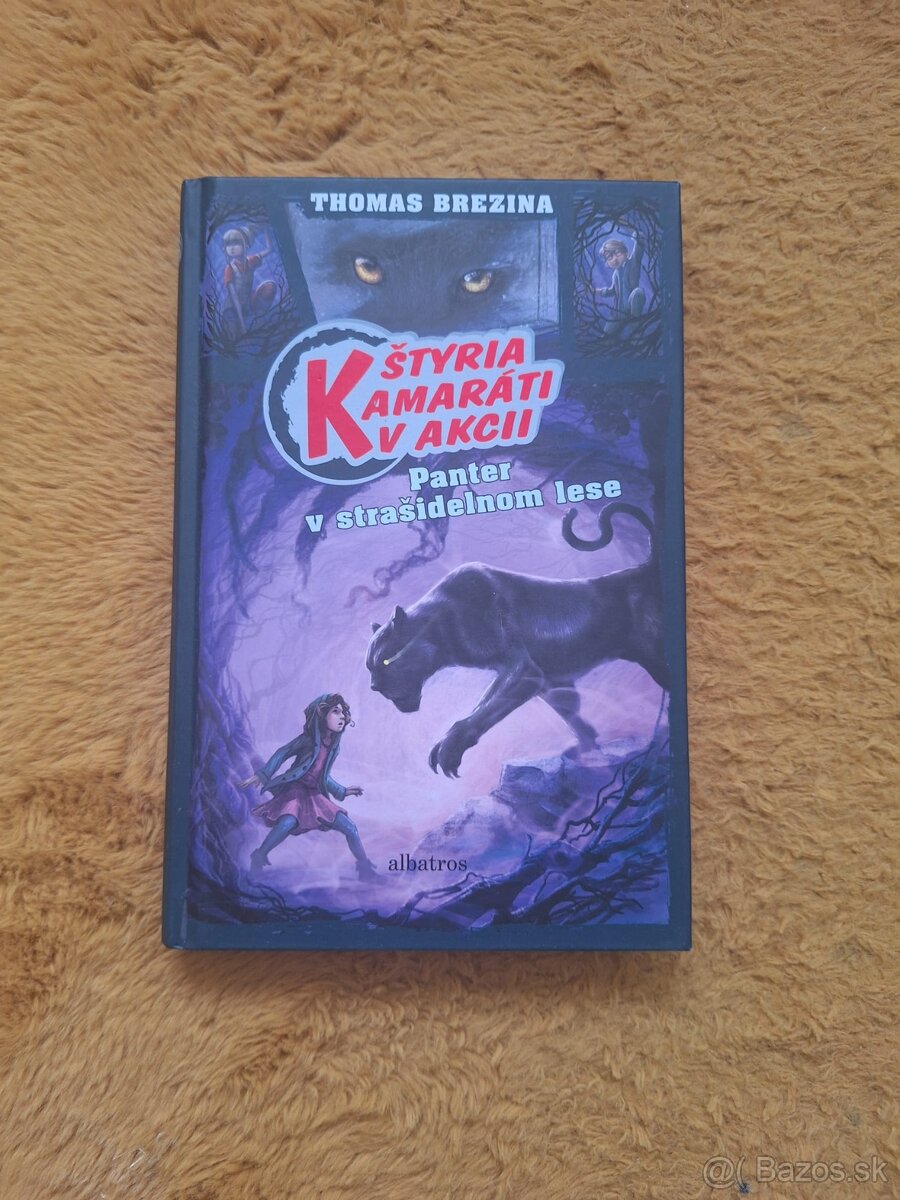 THOMAS BREZINA
ŠTYRIA
KAMARÁTI
V AKCII
Panter
v strašidelnom lese
albatros
@( Bazos.sk